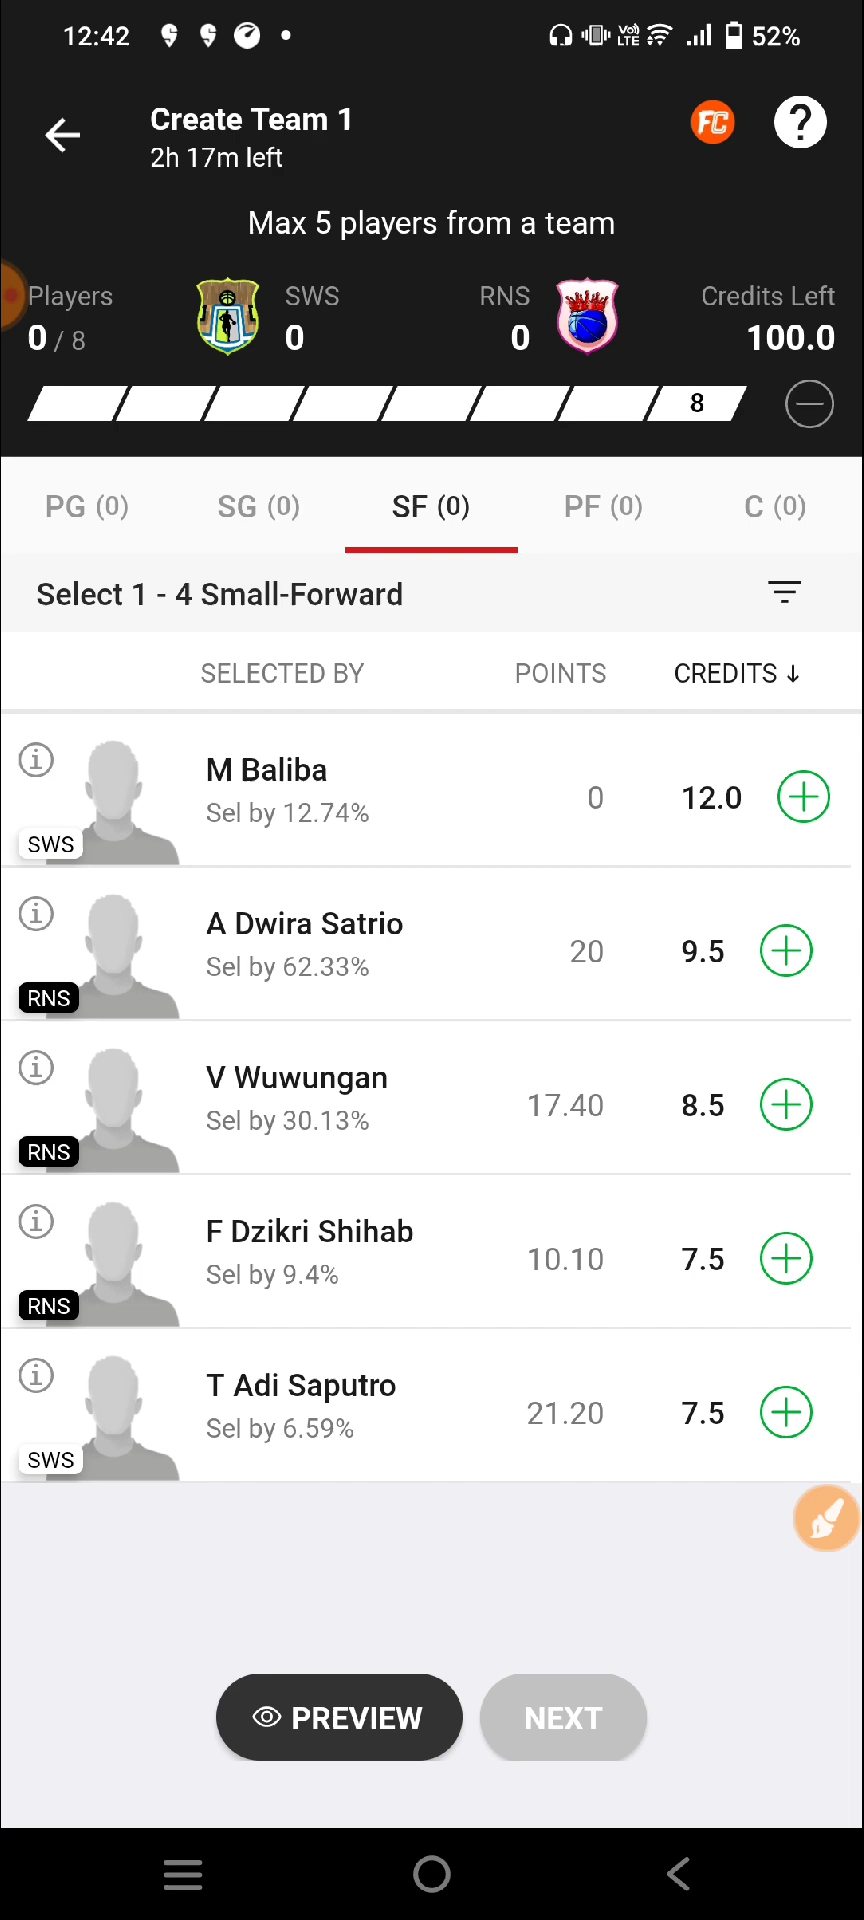 12:42
Vo) LTE 52%
Create Team 1
FC
?
2h 17m left
Max 5 players from a team
Players SWS RNS Credits Left
0 / 8 0 0 100.0
8
PG (0) SG (0) SF (0) PF (0) C (0)
Select 1 - 4 Small-Forward
SELECTED BY POINTS CREDITS ↓
M Baliba
Sel by 12.74%
0 12.0
SWS
A Dwira Satrio
Sel by 62.33%
20 9.5
RNS
V Wuwungan
Sel by 30.13%
17.40 8.5
RNS
F Dzikri Shihab
Sel by 9.4%
10.10 7.5
RNS
T Adi Saputro
Sel by 6.59%
21.20 7.5
SWS
PREVIEW NEXT